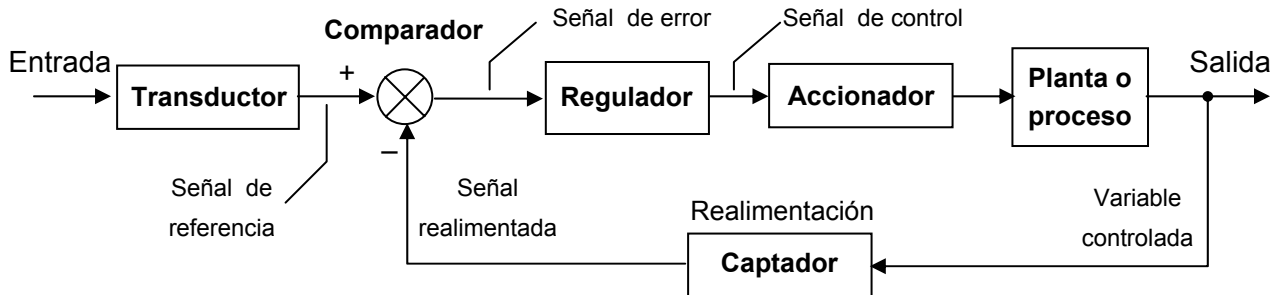 Señal de error
Señal de control
Comparador
Entrada
Transductor
+
Regulador
Accionador
Planta o
proceso
Salida
–
Señal de
referencia
Señal
realimentada
Realimentación
Captador
Variable
controlada